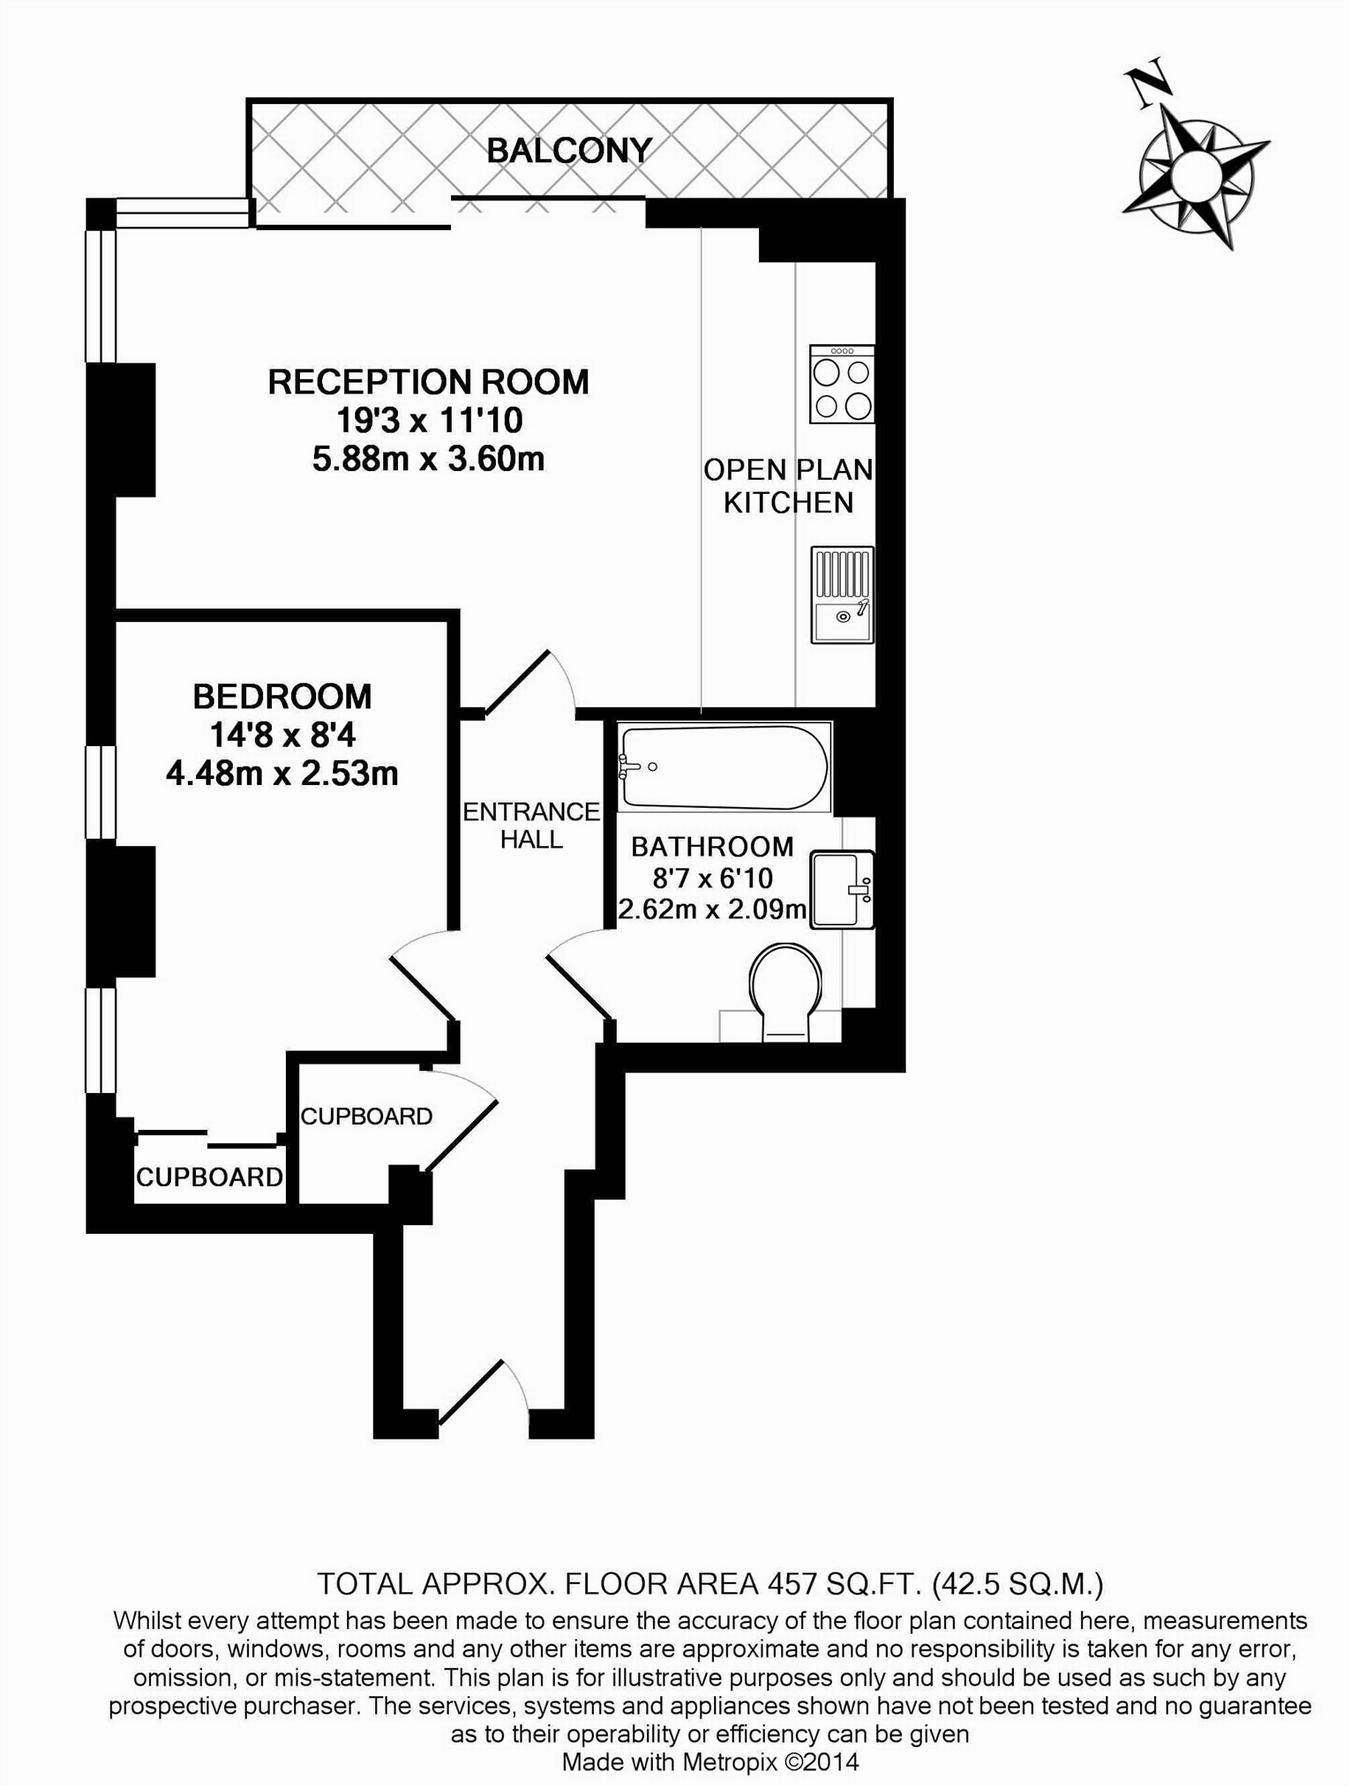 N
BALCONY
RECEPTION ROOM
19'3 x 11'10
5.88m x 3.60m
OPEN PLAN
KITCHEN
BEDROOM
14'8 x 8'4
4.48m x 2.53m
ENTRANCE
HALL
BATHROOM
8'7 x 6'10
2.62m x 2.09m
CUPBOARD
CUPBOARD
TOTAL APPROX. FLOOR AREA 457 SQ.FT. (42.5 SQ.M.)
Whilst every attempt has been made to ensure the accuracy of the floor plan contained here, measurements
of doors, windows, rooms and any other items are approximate and no responsibility is taken for any error,
omission, or mis-statement. This plan is for illustrative purposes only and should be used as such by any
prospective purchaser. The services, systems and appliances shown have not been tested and no guarantee
as to their operability or efficiency can be given
Made with Metropix ©2014